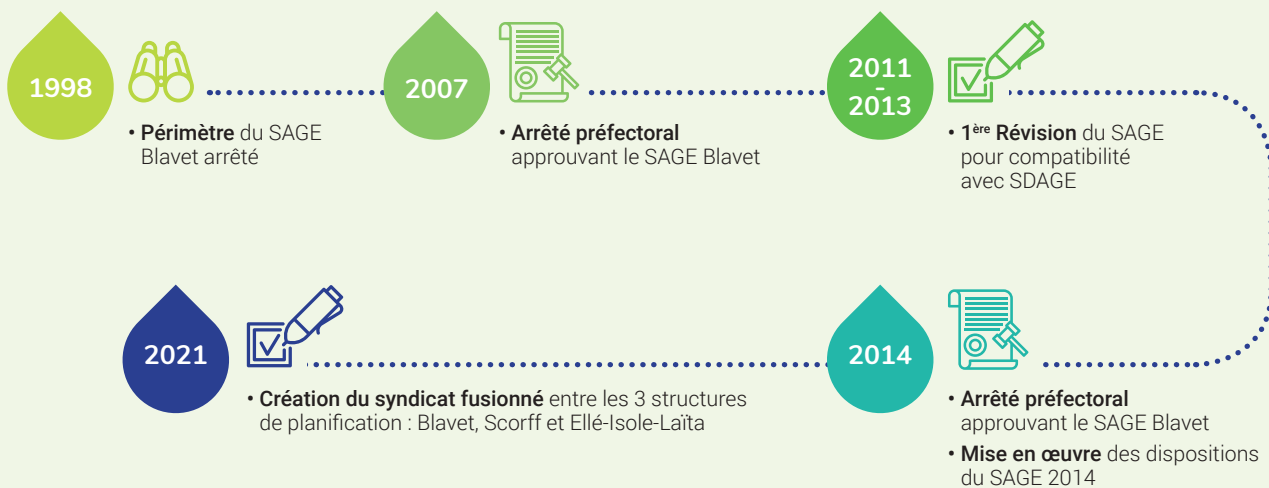 1998
• Périmètre du SAGE
Blavet arrêté
2007
• Arrêté préfectoral
approuvant le SAGE Blavet
2011
-
2013
• 1ère Révision du SAGE
pour compatibilité
avec SDAGE
2014
• Arrêté préfectoral
approuvant le SAGE Blavet
• Mise en œuvre des dispositions
du SAGE 2014
2021
• Création du syndicat fusionné entre les 3 structures
de planification : Blavet, Scorff et Ellé-Isole-Laïta